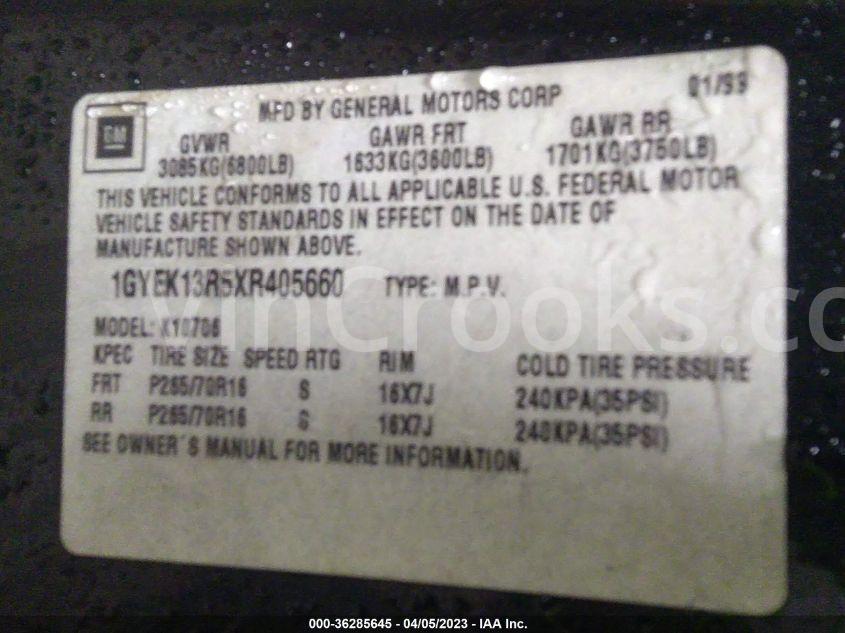 MFD BY GENERAL MOTORS CORP 01/99
GM
GVWR GAWR FRT GAWR RR
3085KG(6800LB) 1633KG(3600LB) 1701KG(3750LB)
THIS VEHICLE CONFORMS TO ALL APPLICABLE U.S. FEDERAL MOTOR
VEHICLE SAFETY STANDARDS IN EFFECT ON THE DATE OF
MANUFACTURE SHOWN ABOVE.
1GYEK13R5XR405660 TYPE: M.P.V.
MODEL: K10706
KPEC TIRE SIZE SPEED RTG RIM COLD TIRE PRESSURE
FRT P265/70R16 S 16X7J 240KPA(35PSI)
RR P265/70R16 S 16X7J 240KPA(35PSI)
SEE OWNER'S MANUAL FOR MORE INFORMATION.
vinCrooks.co
000-36285645 - 04/05/2023 - IAA Inc.